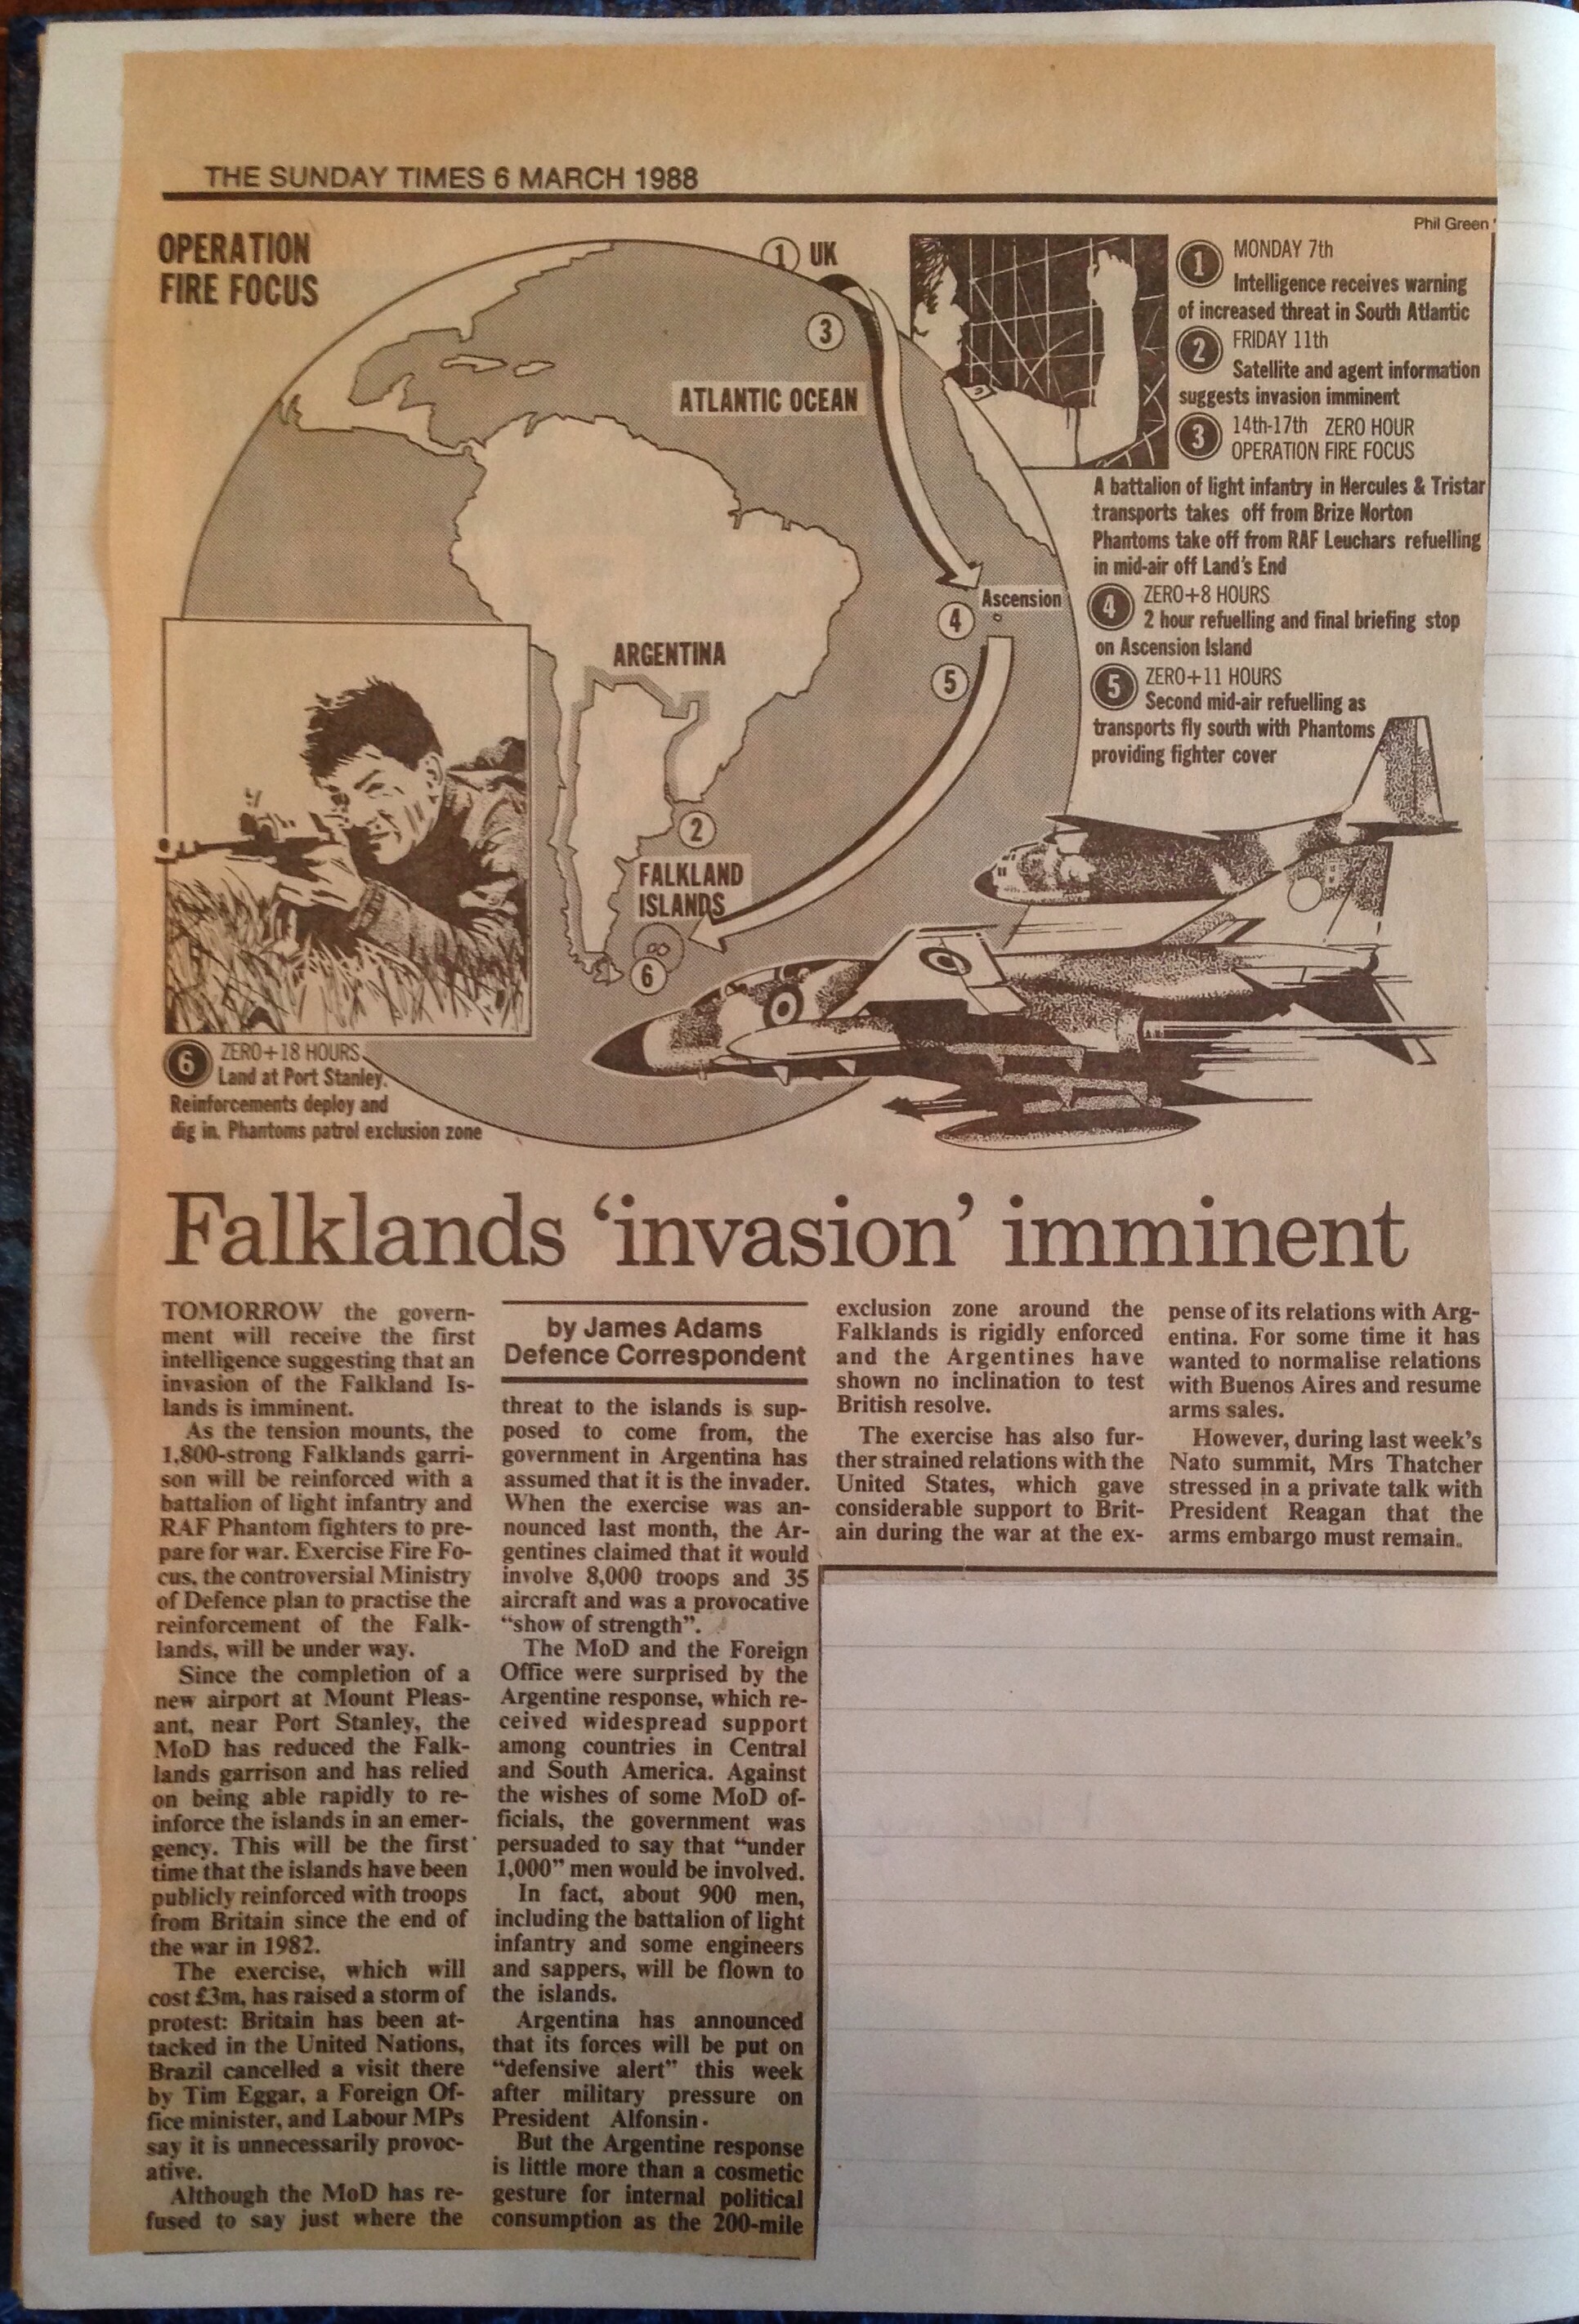 THE SUNDAY TIMES 6 MARCH 1988
Phil Green
OPERATION
FIRE FOCUS
1 UK
3
ATLANTIC OCEAN
Ascension
4
5
ARGENTINA
2
FALKLAND
ISLANDS
6
1 MONDAY 7th
Intelligence receives warning
of increased threat in South Atlantic
2 FRIDAY 11th
Satellite and agent information
suggests invasion imminent
3 14th-17th ZERO HOUR
OPERATION FIRE FOCUS
A battalion of light infantry in Hercules & Tristar
transports takes off from Brize Norton
Phantoms take off from RAF Leuchars refuelling
in mid-air off Land's End
4 ZERO+8 HOURS
2 hour refuelling and final briefing stop
on Ascension Island
5 ZERO+11 HOURS
Second mid-air refuelling as
transports fly south with Phantoms
providing fighter cover
6 ZERO+18 HOURS
Land at Port Stanley.
Reinforcements deploy and
dig in. Phantoms patrol exclusion zone
Falklands ‘invasion’ imminent
TOMORROW the govern-
ment will receive the first
intelligence suggesting that an
invasion of the Falkland Is-
lands is imminent.
As the tension mounts, the
1,800-strong Falklands garri-
son will be reinforced with a
battalion of light infantry and
RAF Phantom fighters to pre-
pare for war. Exercise Fire Fo-
cus, the controversial Ministry
of Defence plan to practise the
reinforcement of the Falk-
lands, will be under way.
Since the completion of a
new airport at Mount Pleas-
ant, near Port Stanley, the
MoD has reduced the Falk-
lands garrison and has relied
on being able rapidly to re-
inforce the islands in an emer-
gency. This will be the first
time that the islands have been
publicly reinforced with troops
from Britain since the end of
the war in 1982.
The exercise, which will
cost £3m, has raised a storm of
protest: Britain has been at-
tacked in the United Nations,
Brazil cancelled a visit there
by Tim Eggar, a Foreign Of-
fice minister, and Labour MPs
say it is unnecessarily provoc-
ative.
Although the MoD has re-
fused to say just where the
by James Adams
Defence Correspondent
threat to the islands is sup-
posed to come from, the
government in Argentina has
assumed that it is the invader.
When the exercise was an-
nounced last month, the Ar-
gentines claimed that it would
involve 8,000 troops and 35
aircraft and was a provocative
“show of strength”.
The MoD and the Foreign
Office were surprised by the
Argentine response, which re-
ceived widespread support
among countries in Central
and South America. Against
the wishes of some MoD of-
ficials, the government was
persuaded to say that “under
1,000” men would be involved.
In fact, about 900 men,
including the battalion of light
infantry and some engineers
and sappers, will be flown to
the islands.
Argentina has announced
that its forces will be put on
“defensive alert” this week
after military pressure on
President Alfonsin.
But the Argentine response
is little more than a cosmetic
gesture for internal political
consumption as the 200-mile
exclusion zone around the
Falklands is rigidly enforced
and the Argentines have
shown no inclination to test
British resolve.
The exercise has also fur-
ther strained relations with the
United States, which gave
considerable support to Brit-
ain during the war at the ex-
pense of its relations with Arg-
entina. For some time it has
wanted to normalise relations
with Buenos Aires and resume
arms sales.
However, during last week's
Nato summit, Mrs Thatcher
stressed in a private talk with
President Reagan that the
arms embargo must remain.